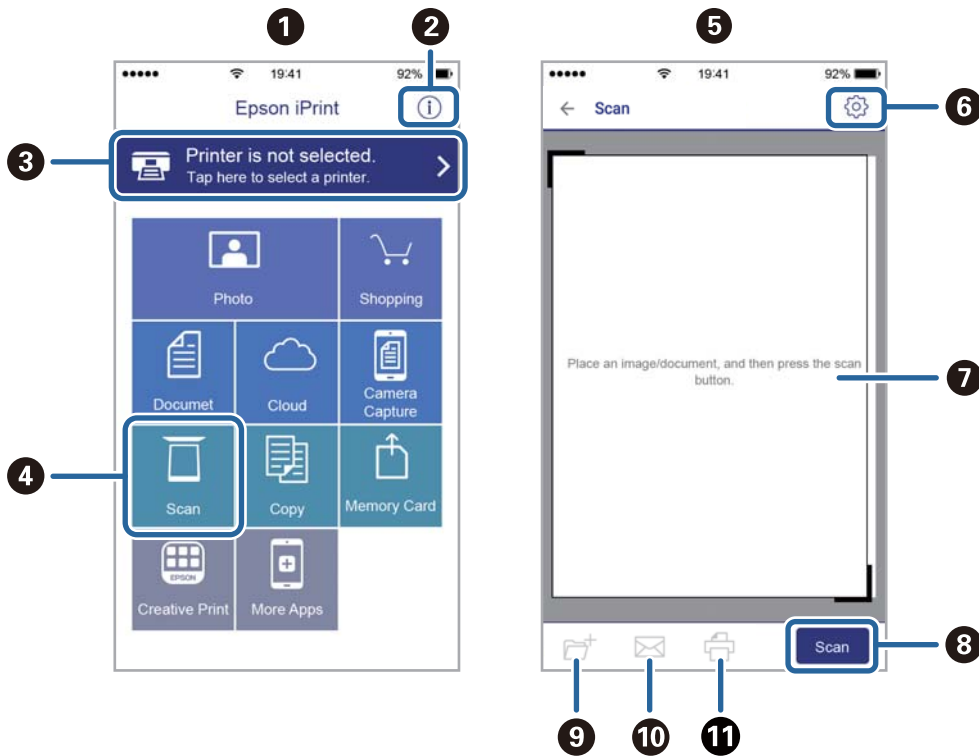 1
2
5
19:41
92%
Epson iPrint
3
Printer is not selected.
Tap here to select a printer.
Photo
Shopping
Documet
Cloud
Camera
Capture
4
Scan
Copy
Memory Card
EPSON
Creative Print
More Apps
19:41
92%
Scan
6
Place an image/document, and then press the scan
button.
7
Scan
8
9
10
11